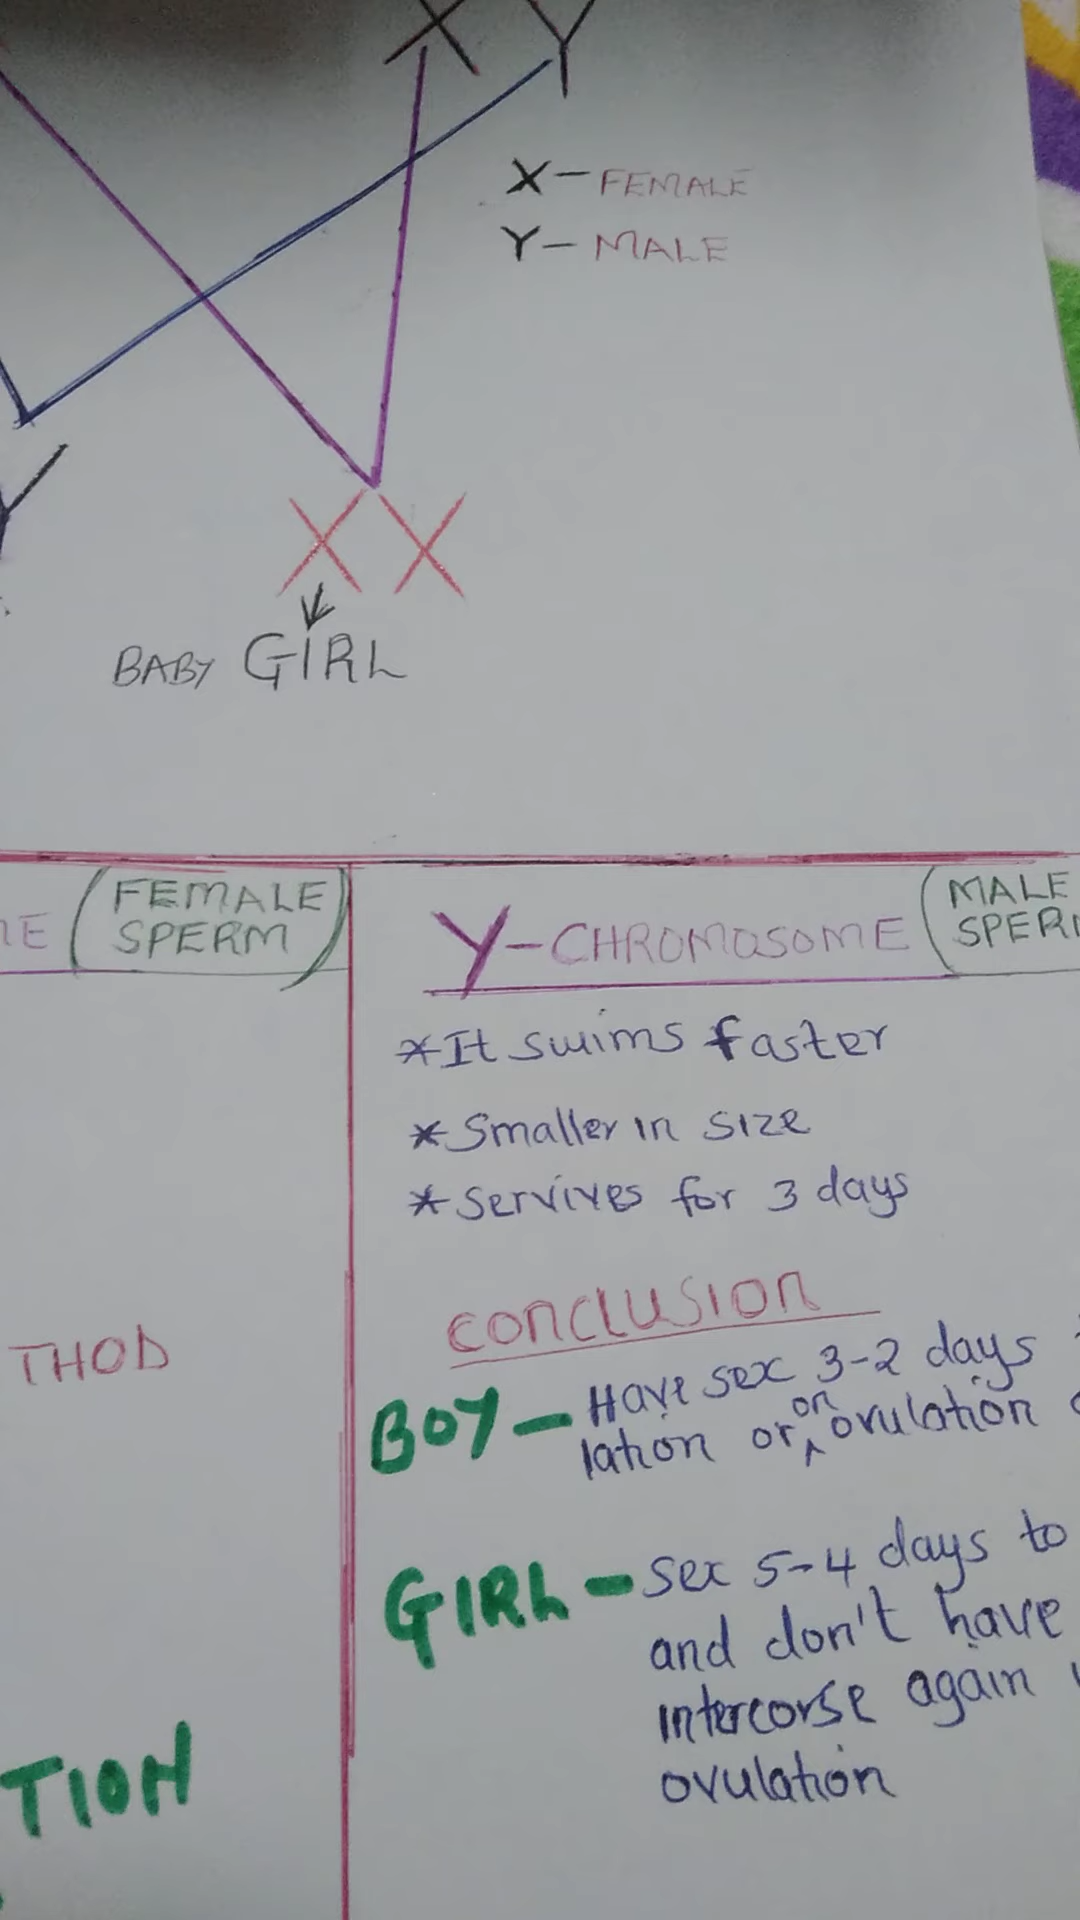 X Y
X – FEMALE
Y – MALE
Y
X X
BABY GIRL
(FEMALE
SPERM)
Y-CHROMOSOME (MALE
*It swims faster
*Smaller in size
*Servives for 3 days
THOD
conclusion
BOY – Have sex 3-2 days
lation or on ovulation
GIRL – sex 5-4 days to
and don't have
intercorse again
ovulation
TION